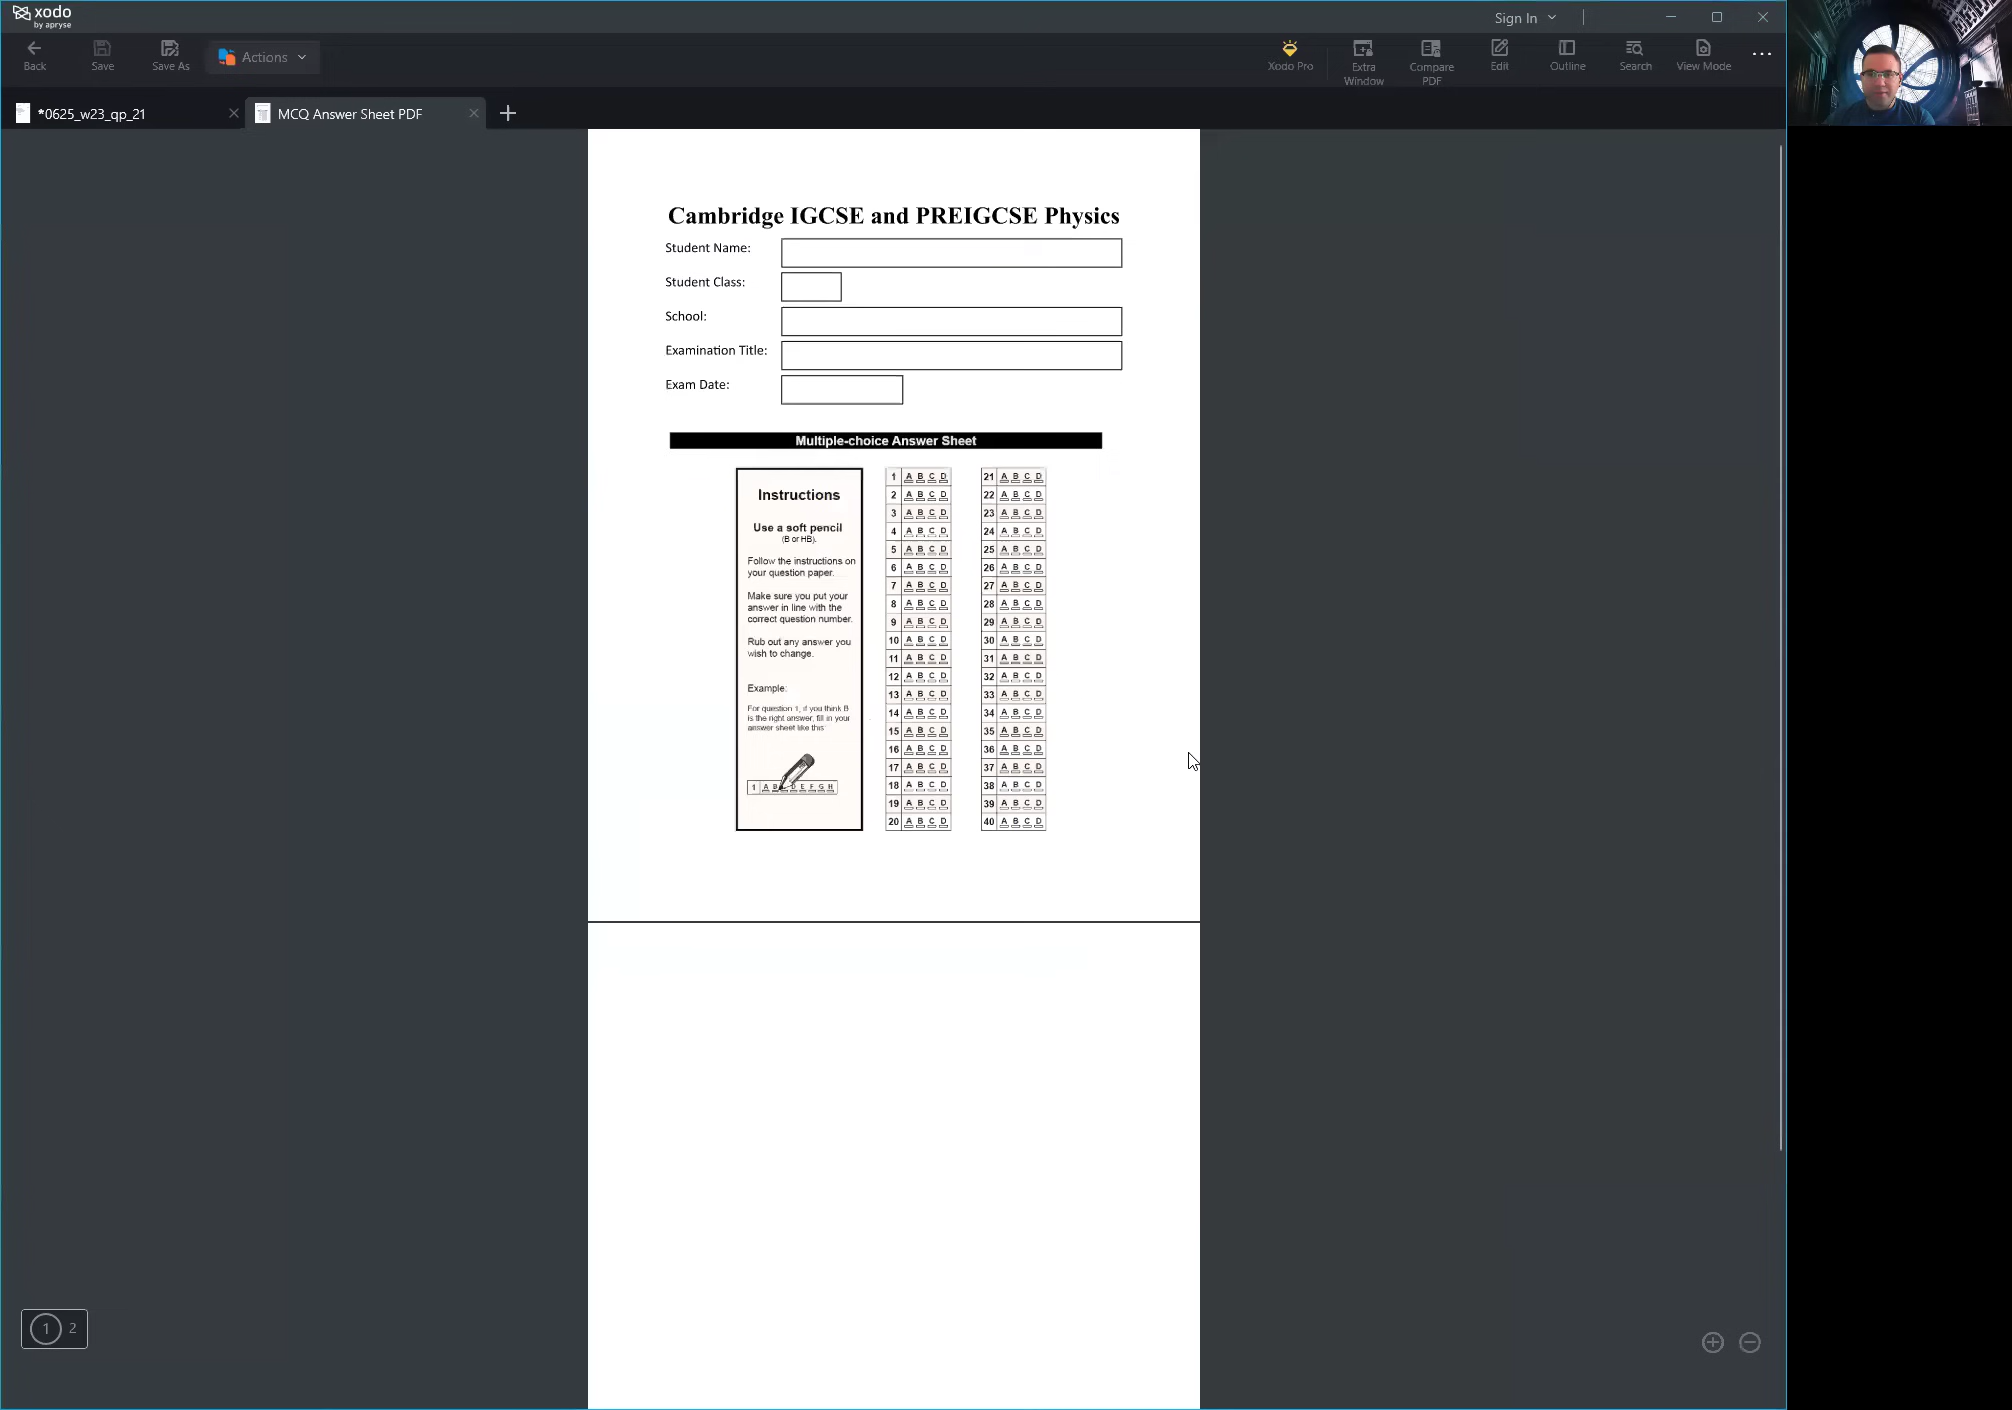 xodo
by apryse
Sign In
Back
Save
Save As
Actions
Xodo Pro
Extra Window
Compare PDF
Edit
Outline
Search
View Mode
*0625_w23_qp_21
MCQ Answer Sheet PDF
Cambridge IGCSE and PREIGCSE Physics
Student Name:
Student Class:
School:
Examination Title:
Exam Date:
Multiple-choice Answer Sheet
Instructions
Use a soft pencil
(B or HB).
Follow the instructions on
your question paper.
Make sure you put your
answer in line with the
correct question number.
Rub out any answer you
wish to change.
Example:
For question 1, if you think B
is the right answer, fill in your
answer sheet like this:
1 A B D E F G H
1 A B C D
2 A B C D
3 A B C D
4 A B C D
5 A B C D
6 A B C D
7 A B C D
8 A B C D
9 A B C D
10 A B C D
11 A B C D
12 A B C D
13 A B C D
14 A B C D
15 A B C D
16 A B C D
17 A B C D
18 A B C D
19 A B C D
20 A B C D
21 A B C D
22 A B C D
23 A B C D
24 A B C D
25 A B C D
26 A B C D
27 A B C D
28 A B C D
29 A B C D
30 A B C D
31 A B C D
32 A B C D
33 A B C D
34 A B C D
35 A B C D
36 A B C D
37 A B C D
38 A B C D
39 A B C D
40 A B C D
1 2